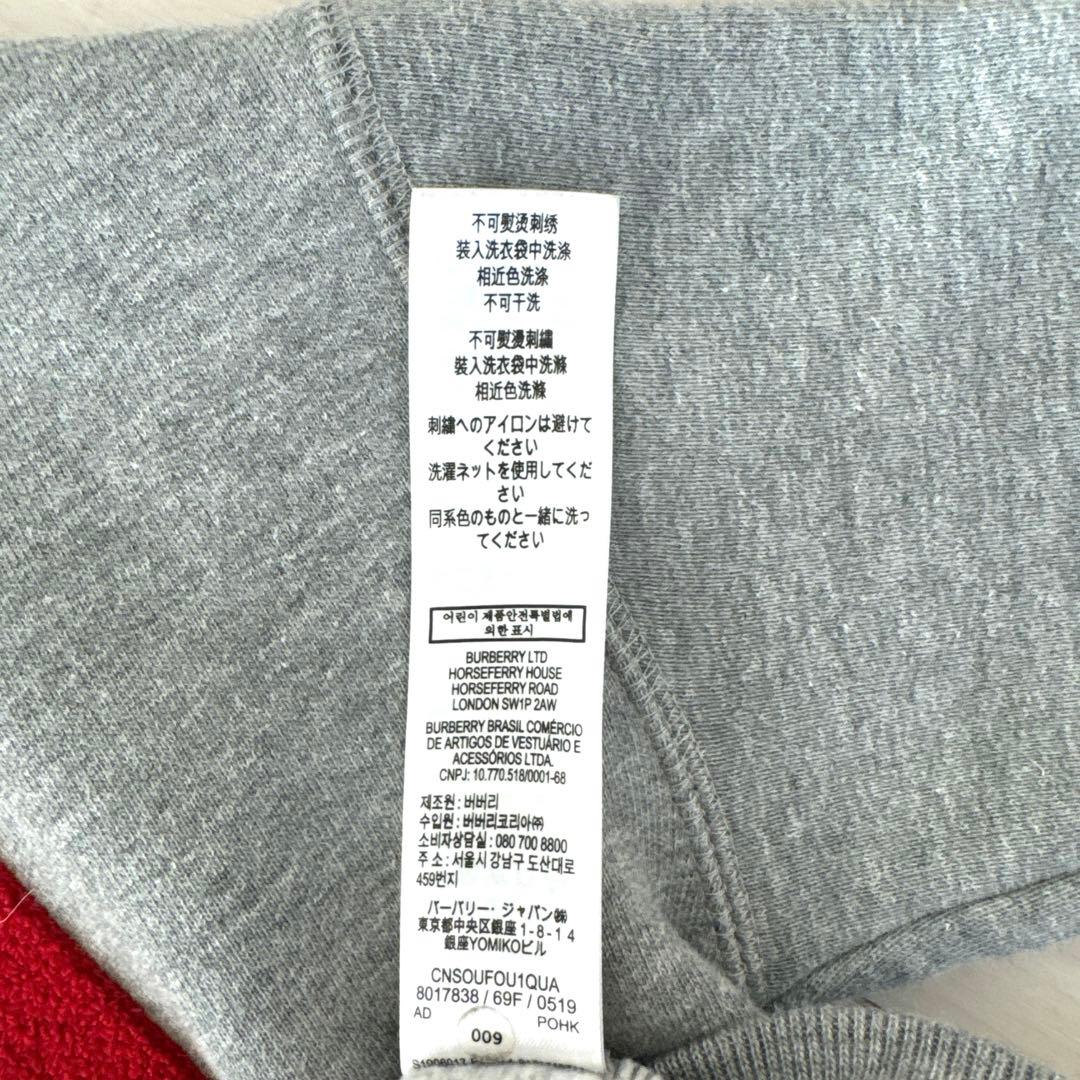 不可熨烫刺绣
装入洗衣袋中洗涤
相近色洗涤
不可干洗
不可熨燙刺繡
裝入洗衣袋中洗滌
相近色洗滌
刺繍へのアイロンは避けて
ください
洗濯ネットを使用してくだ
さい
同系色のものと一緒に洗っ
てください
어린이 제품안전특별법에
의한 표시
BURBERRY LTD
HORSEFERRY HOUSE
HORSEFERRY ROAD
LONDON SW1P 2AW
BURBERRY BRASIL COMÉRCIO
DE ARTIGOS DE VESTUÁRIO E
ACESSÓRIOS LTDA.
CNPJ: 10.770.518/0001-68
제조원 : 버버리
수입원 : 버버리코리아㈜
소비자상담실 : 080 700 8800
주 소 : 서울시 강남구 도산대로
459번지
バーバリー・ジャパン㈱
東京都中央区銀座1-8-14
銀座YOMIKOビル
CNSOUFOU1QUA
8017838 / 69F / 0519
AD POHK
009